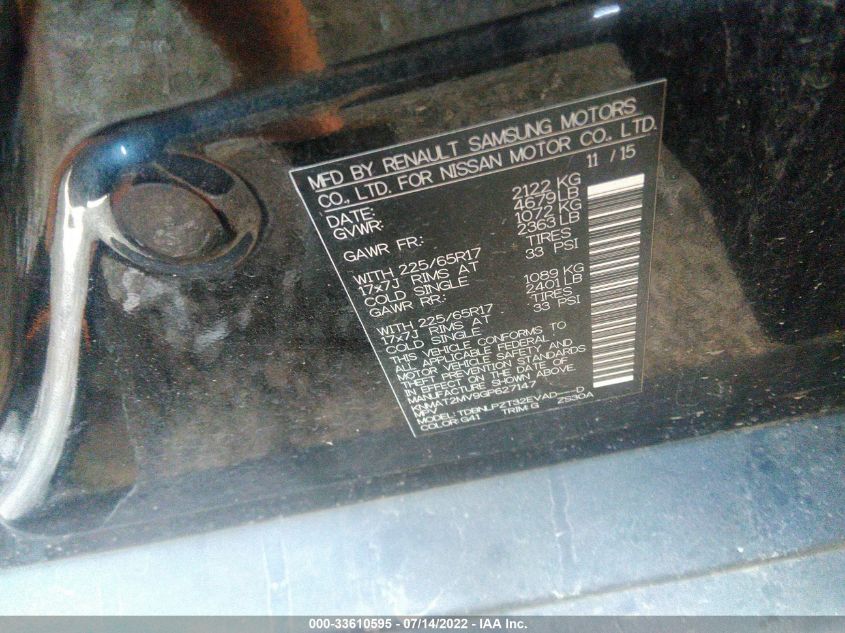 MFD BY RENAULT SAMSUNG MOTORS
CO., LTD. FOR NISSAN MOTOR CO., LTD.
DATE: 11 / 15
GVWR: 2122 KG
4679 LB
GAWR FR: 1072 KG
2363 LB
WITH 225/65R17 TIRES
17x7J RIMS AT 33 PSI
COLD SINGLE
GAWR RR: 1089 KG
2401 LB
WITH 225/65R17 TIRES
17x7J RIMS AT 33 PSI
COLD SINGLE
THIS VEHICLE CONFORMS TO
ALL APPLICABLE FEDERAL
MOTOR VEHICLE SAFETY AND
THEFT PREVENTION STANDARDS
IN EFFECT ON THE DATE OF
MANUFACTURE SHOWN ABOVE.
KNMAT2MV9GP627147
MPV
MODEL: TDBNLPZT32EVAD---D
COLOR: G41 TRIM: G ZS30A
000-33610595 - 07/14/2022 - IAA Inc.